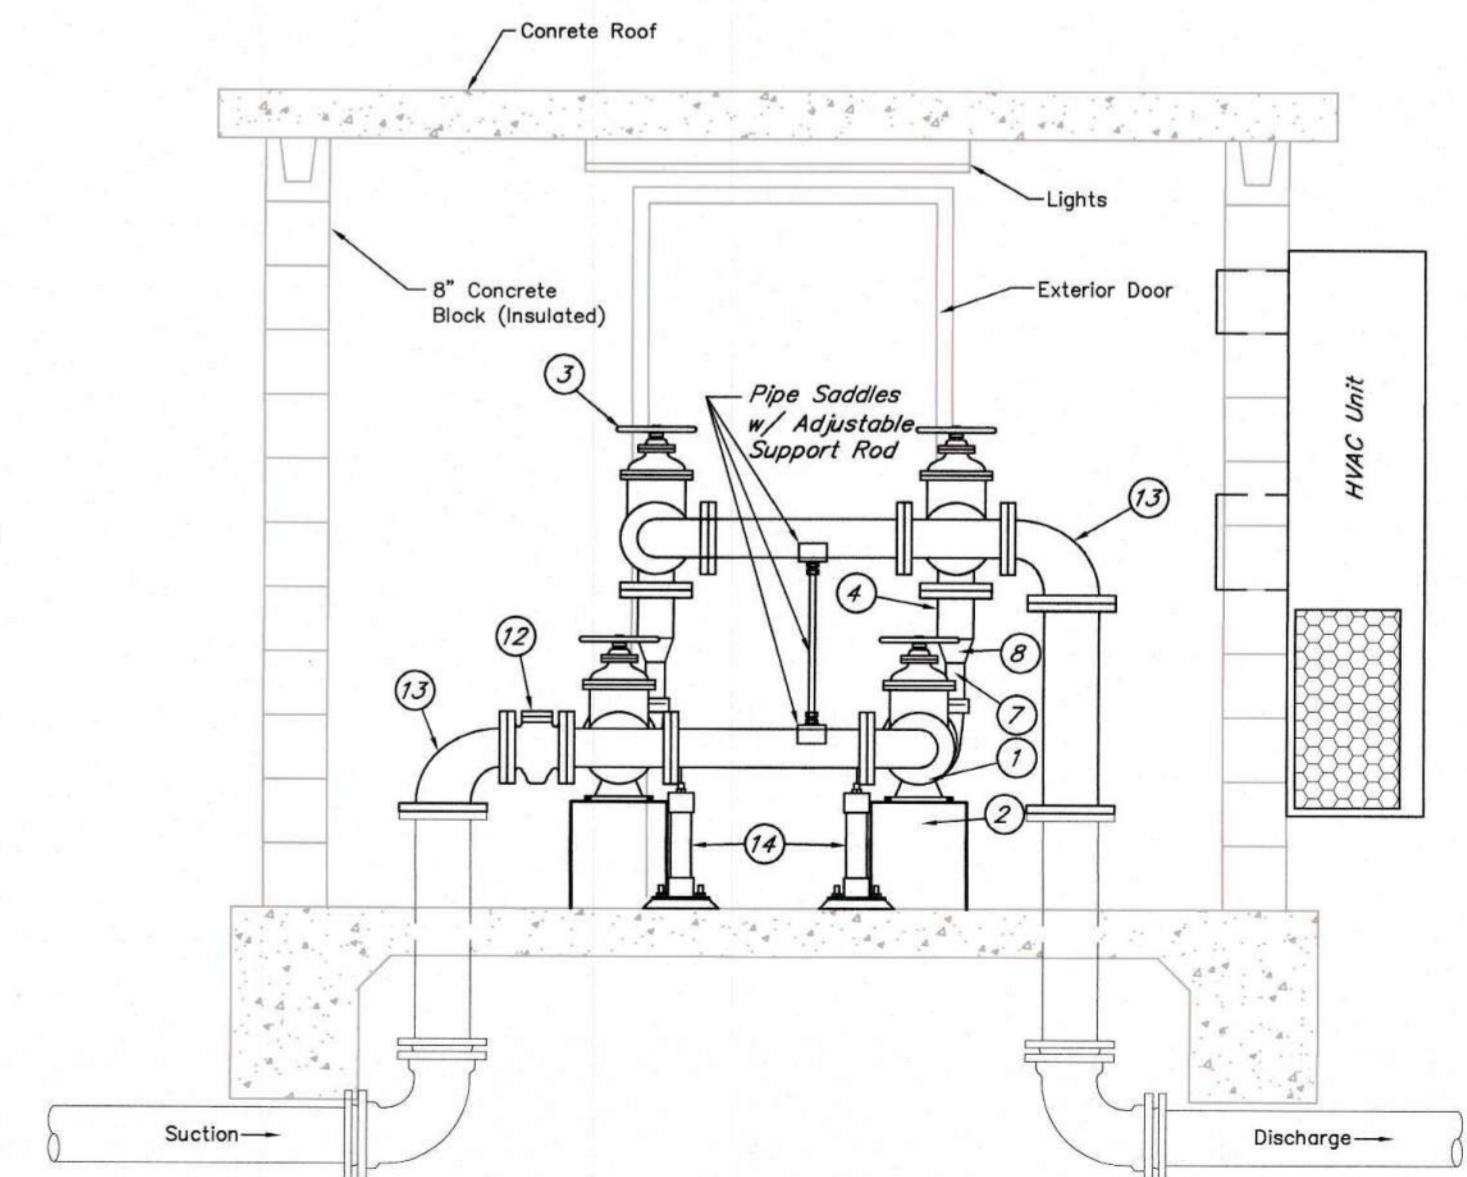 Conrete Roof
Lights
8" Concrete
Block (Insulated)
Exterior Door
3
Pipe Saddles
w/ Adjustable
Support Rod
HVAC Unit
13
4
12
8
13
7
1
2
14
Suction
Discharge